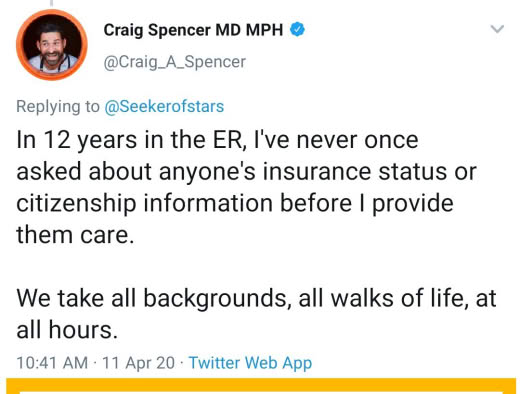 Craig Spencer MD MPH
@Craig_A_Spencer
Replying to @Seekerofstars
In 12 years in the ER, I've never once
asked about anyone's insurance status or
citizenship information before I provide
them care.
We take all backgrounds, all walks of life, at
all hours.
10:41 AM · 11 Apr 20 · Twitter Web App